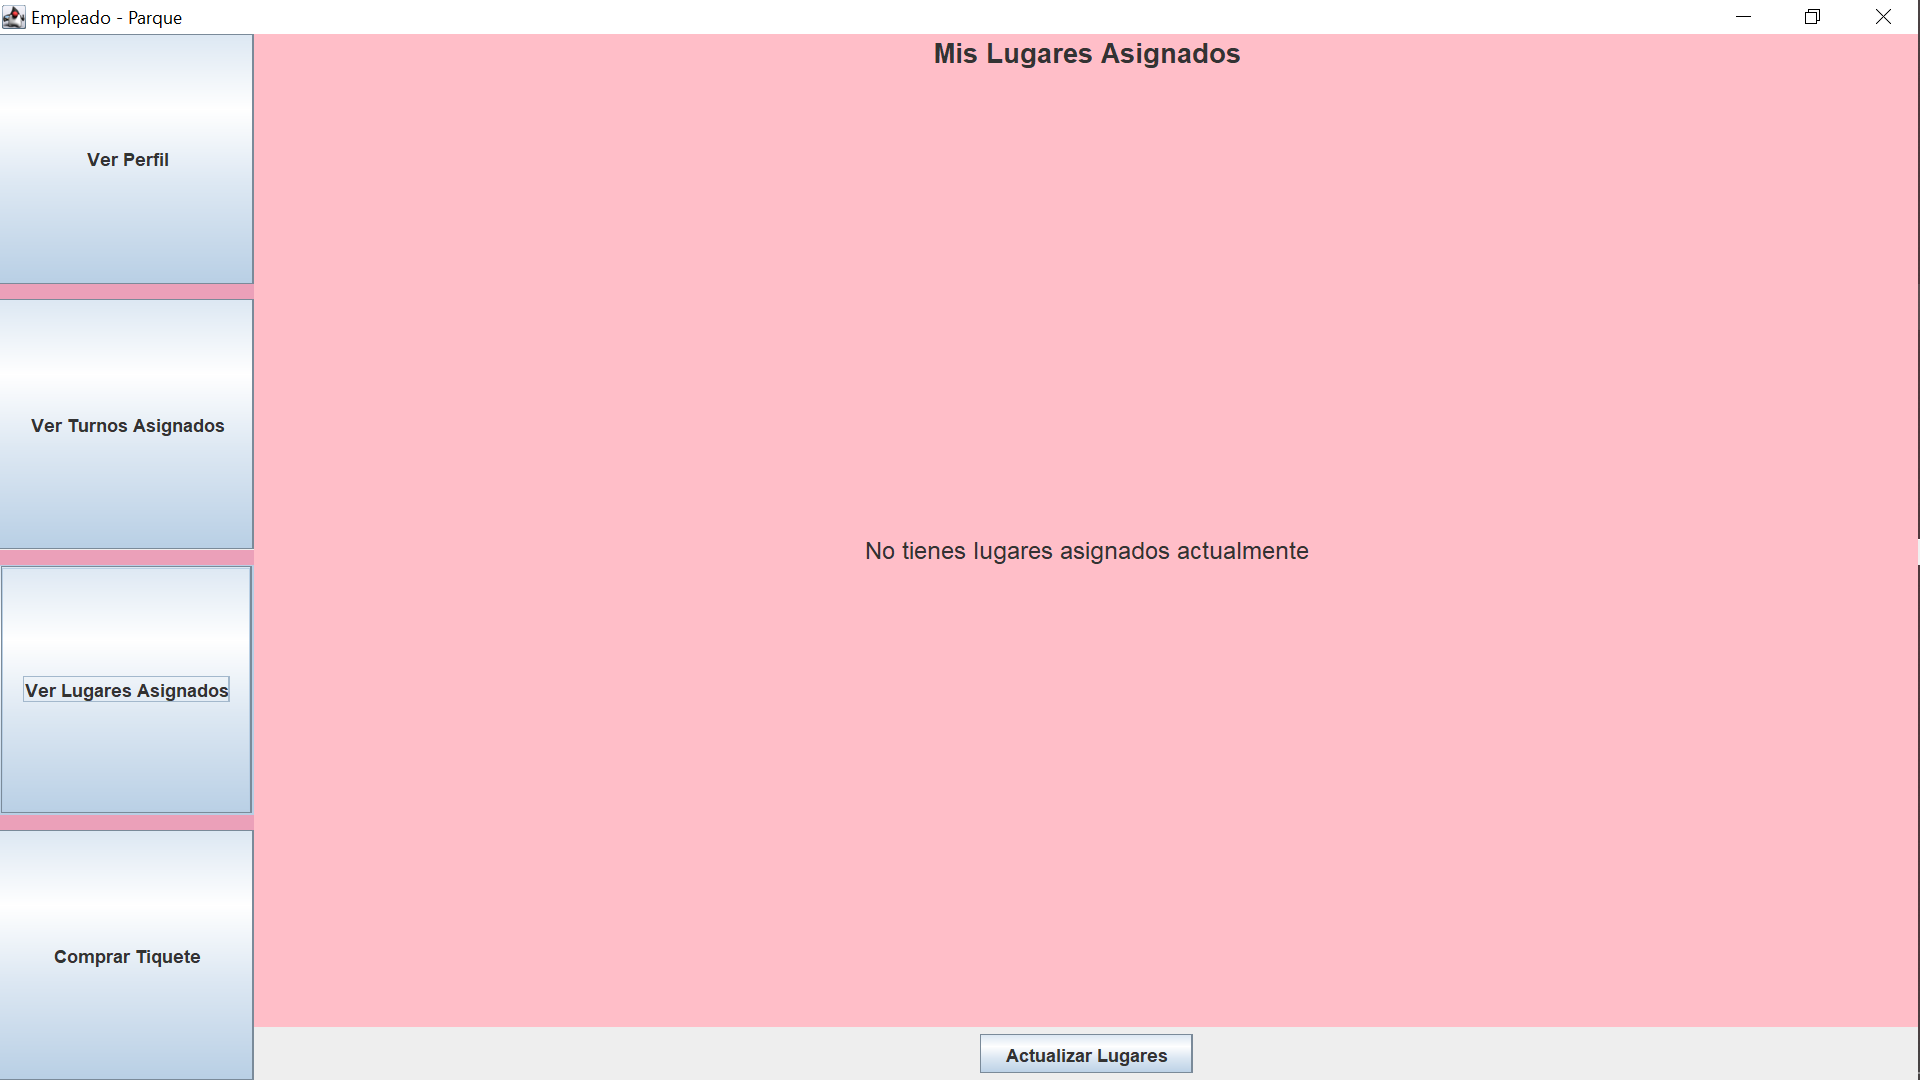 Empleado - Parque
Mis Lugares Asignados
Ver Perfil
Ver Turnos Asignados
No tienes lugares asignados actualmente
Ver Lugares Asignados
Comprar Tiquete
Actualizar Lugares